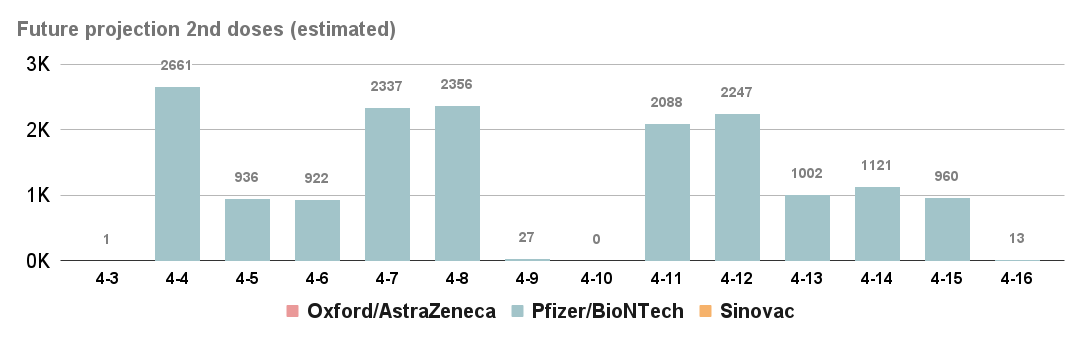 Future projection 2nd doses (estimated)
3K
2K
1K
0K
1
2661
936
922
2337
2356
27
0
2088
2247
1002
1121
960
13
4-3 4-4 4-5 4-6 4-7 4-8 4-9 4-10 4-11 4-12 4-13 4-14 4-15 4-16
Oxford/AstraZeneca Pfizer/BioNTech Sinovac